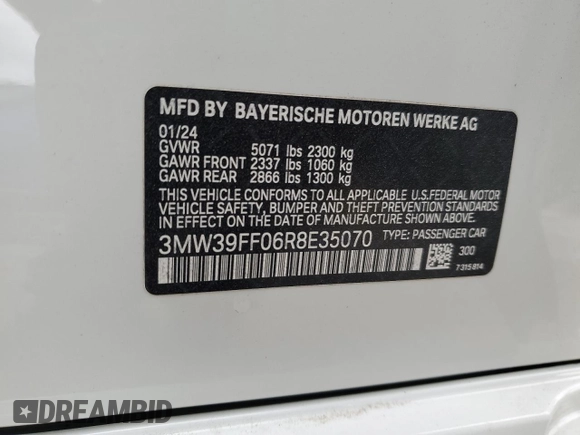 MFD BY BAYERISCHE MOTOREN WERKE AG
01/24
GVWR 5071 lbs 2300 kg
GAWR FRONT 2337 lbs 1060 kg
GAWR REAR 2866 lbs 1300 kg
THIS VEHICLE CONFORMS TO ALL APPLICABLE U.S.FEDERAL MOTOR
VEHICLE SAFETY, BUMPER AND THEFT PREVENTION STANDARDS
IN EFFECT ON THE DATE OF MANUFACTURE SHOWN ABOVE.
3MW39FF06R8E35070 TYPE: PASSENGER CAR
300
7315814
DREAMBID